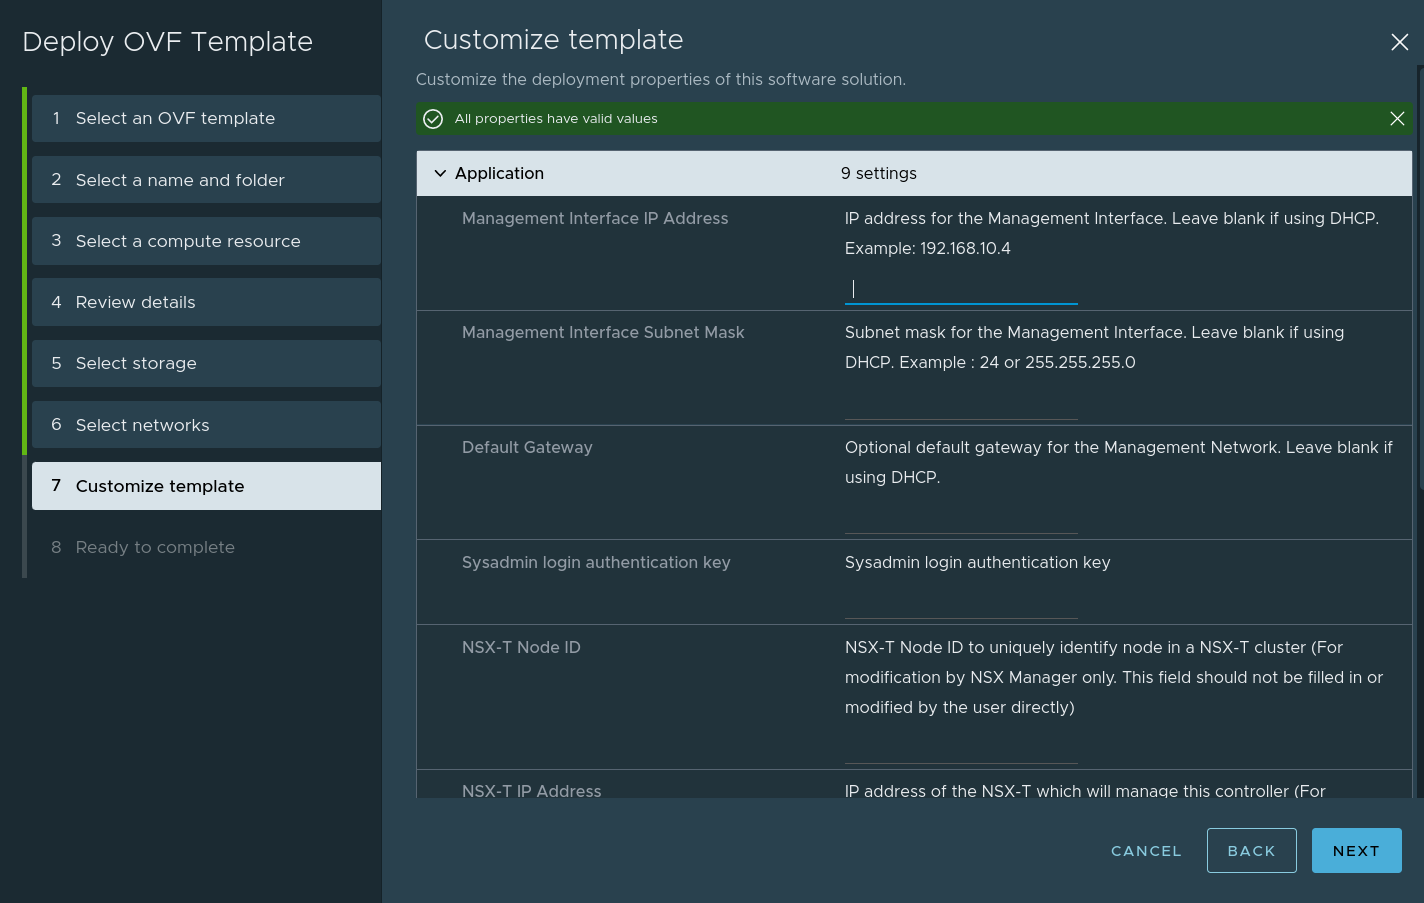 Deploy OVF Template
1 Select an OVF template
2 Select a name and folder
3 Select a compute resource
4 Review details
5 Select storage
6 Select networks
7 Customize template
8 Ready to complete
Customize template
Customize the deployment properties of this software solution.
All properties have valid values
Application 9 settings
Management Interface IP Address
IP address for the Management Interface. Leave blank if using DHCP.
Example: 192.168.10.4
Management Interface Subnet Mask
Subnet mask for the Management Interface. Leave blank if using
DHCP. Example : 24 or 255.255.255.0
Default Gateway
Optional default gateway for the Management Network. Leave blank if
using DHCP.
Sysadmin login authentication key
Sysadmin login authentication key
NSX-T Node ID
NSX-T Node ID to uniquely identify node in a NSX-T cluster (For
modification by NSX Manager only. This field should not be filled in or
modified by the user directly)
NSX-T IP Address
IP address of the NSX-T which will manage this controller (For
CANCEL
BACK
NEXT